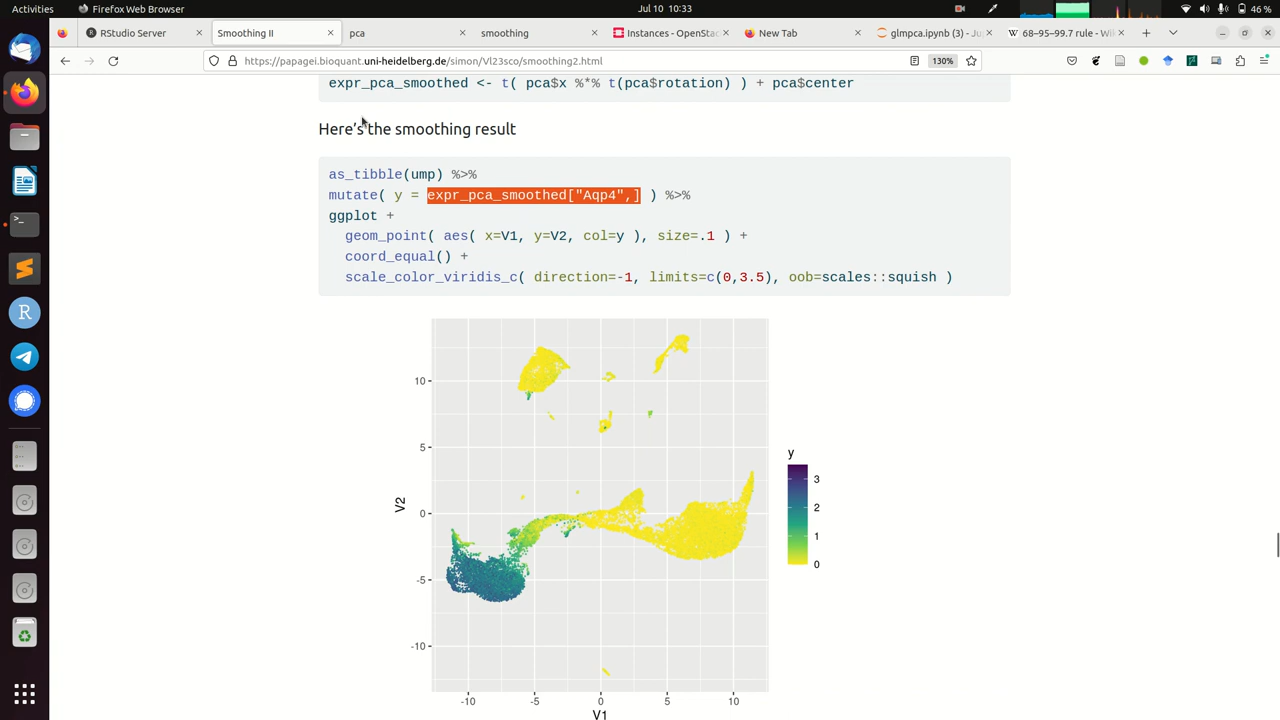 Activities
Firefox Web Browser
Jul 10 10:33
46 %
RStudio Server
Smoothing II
pca
smoothing
Instances - OpenStac
New Tab
glmpca.ipynb (3) - Ju
68–95–99.7 rule - Wik
https://papagei.bioquant.uni-heidelberg.de/simon/Vl23sco/smoothing2.html
130%
expr_pca_smoothed <- t( pca$x %*% t(pca$rotation) ) + pca$center
Here's the smoothing result
as_tibble(ump) %>%
mutate( y = expr_pca_smoothed["Aqp4",] ) %>%
ggplot +
geom_point( aes( x=V1, y=V2, col=y ), size=.1 ) +
coord_equal() +
scale_color_viridis_c( direction=-1, limits=c(0,3.5), oob=scales::squish )
10
5
0
-5
-10
V2
-10
-5
0
5
10
V1
y
3
2
1
0